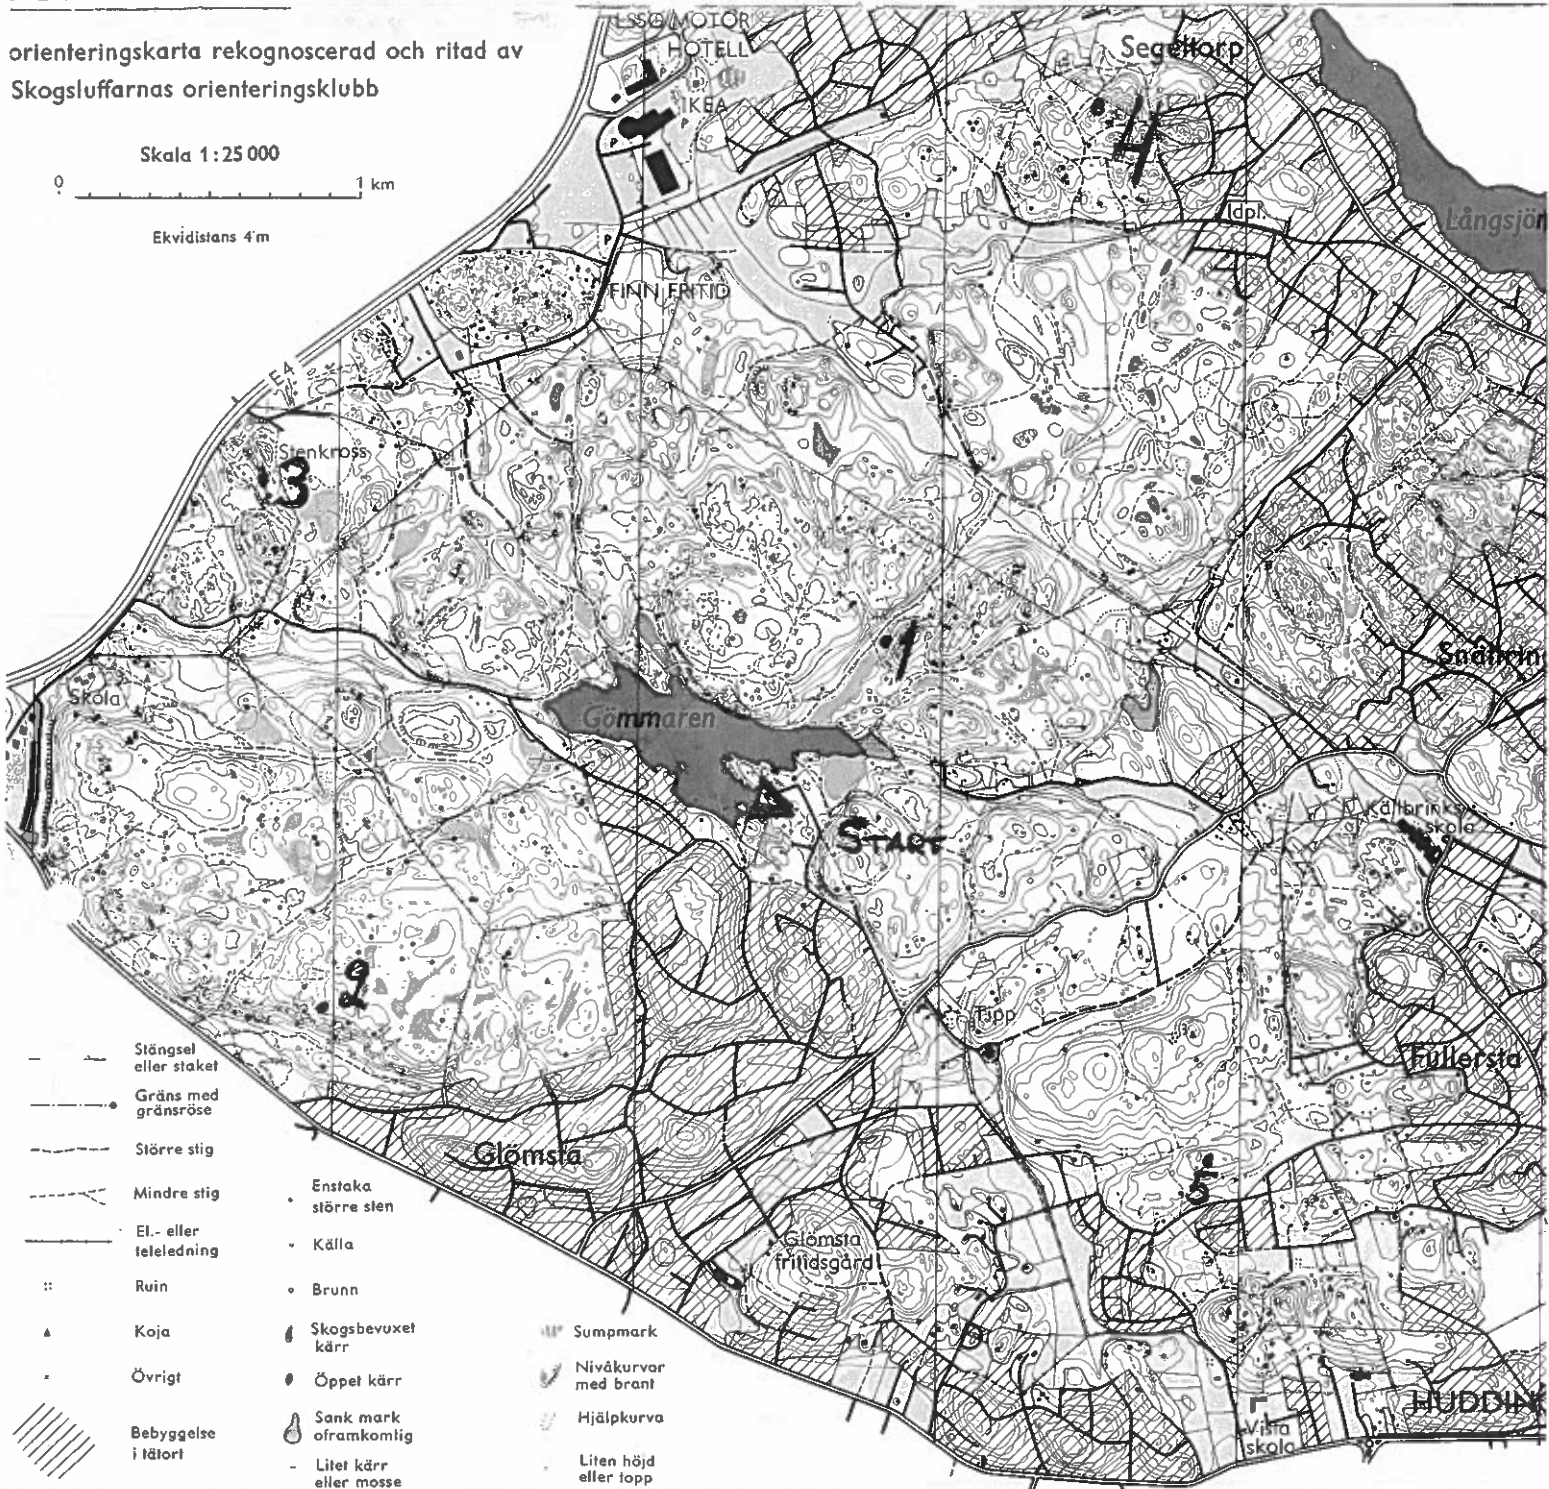 orienteringskarta rekognoscerad och ritad av
Skogsluffarnas orienteringsklubb
Skala 1:25 000
0
1 km
Ekvidistans 4 m
MOTOR
HOTELL
P
IKEA
P
P
FINN FRITID
Segeltorp
4
Idpl.
Långsjön
E4
Stenkross
3
1
Skola
Gömmaren
START
Källbrinks
skola
2
Tipp
Fullersta
Glömsta
5
Glömsta
fritidsgård
HUDDIN
Vista
skola
Stängsel
eller staket
Gräns med
gränsröse
Större stig
Mindre stig
El.- eller
teleledning
Ruin
Koja
Övrigt
Bebyggelse
i tätort
Enstaka
större sten
Källa
Brunn
Skogsbevuxet
kärr
Öppet kärr
Sank mark
oframkomlig
Litet kärr
eller mosse
Sumpmark
Nivåkurvor
med brant
Hjälpkurva
Liten höjd
eller topp